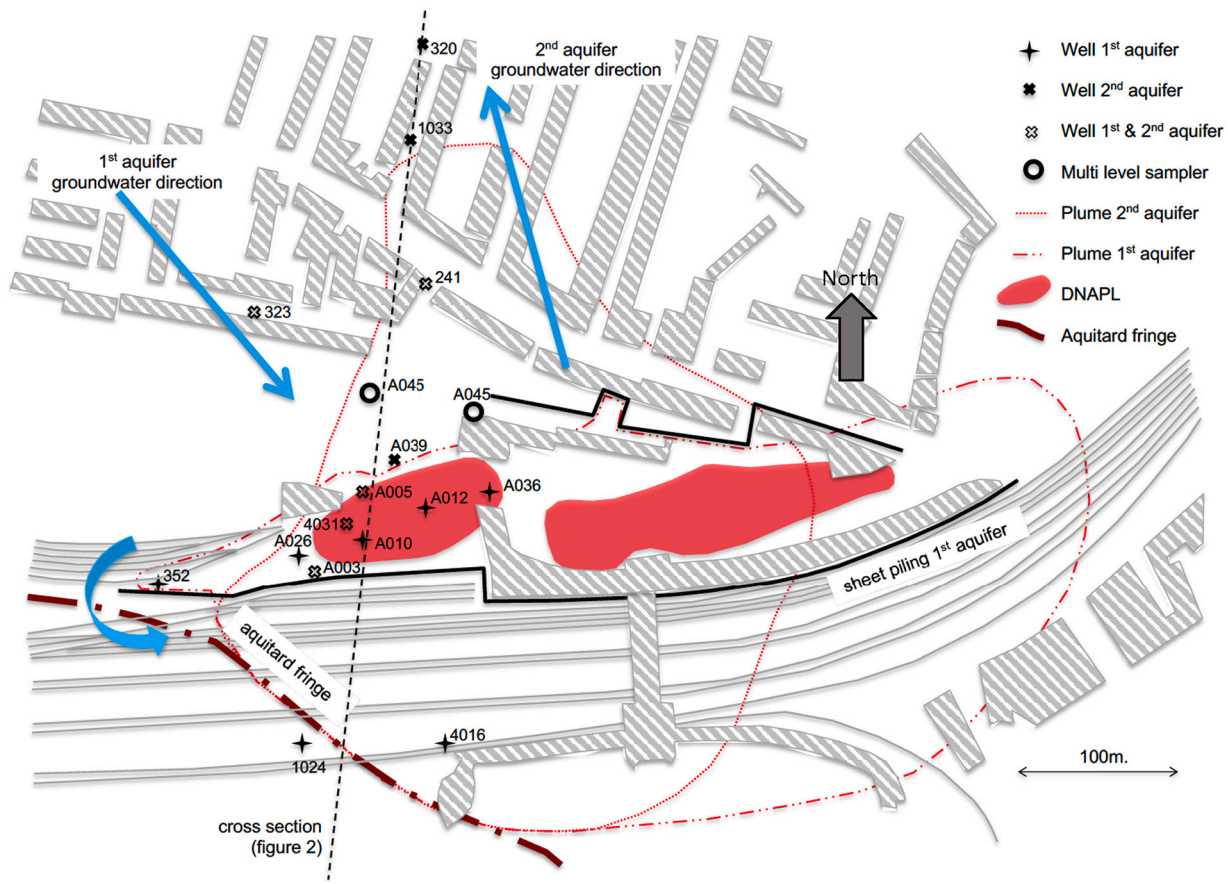 320
2nd aquifer
groundwater direction
1033
1st aquifer
groundwater direction
241
323
North
A045
A045
A039
A005
A012
A036
4031
A010
A026
A003
352
sheet piling 1st aquifer
aquitard fringe
4016
1024
100m.
cross section
(figure 2)
Well 1st aquifer
Well 2nd aquifer
Well 1st & 2nd aquifer
Multi level sampler
Plume 2nd aquifer
Plume 1st aquifer
DNAPL
Aquitard fringe